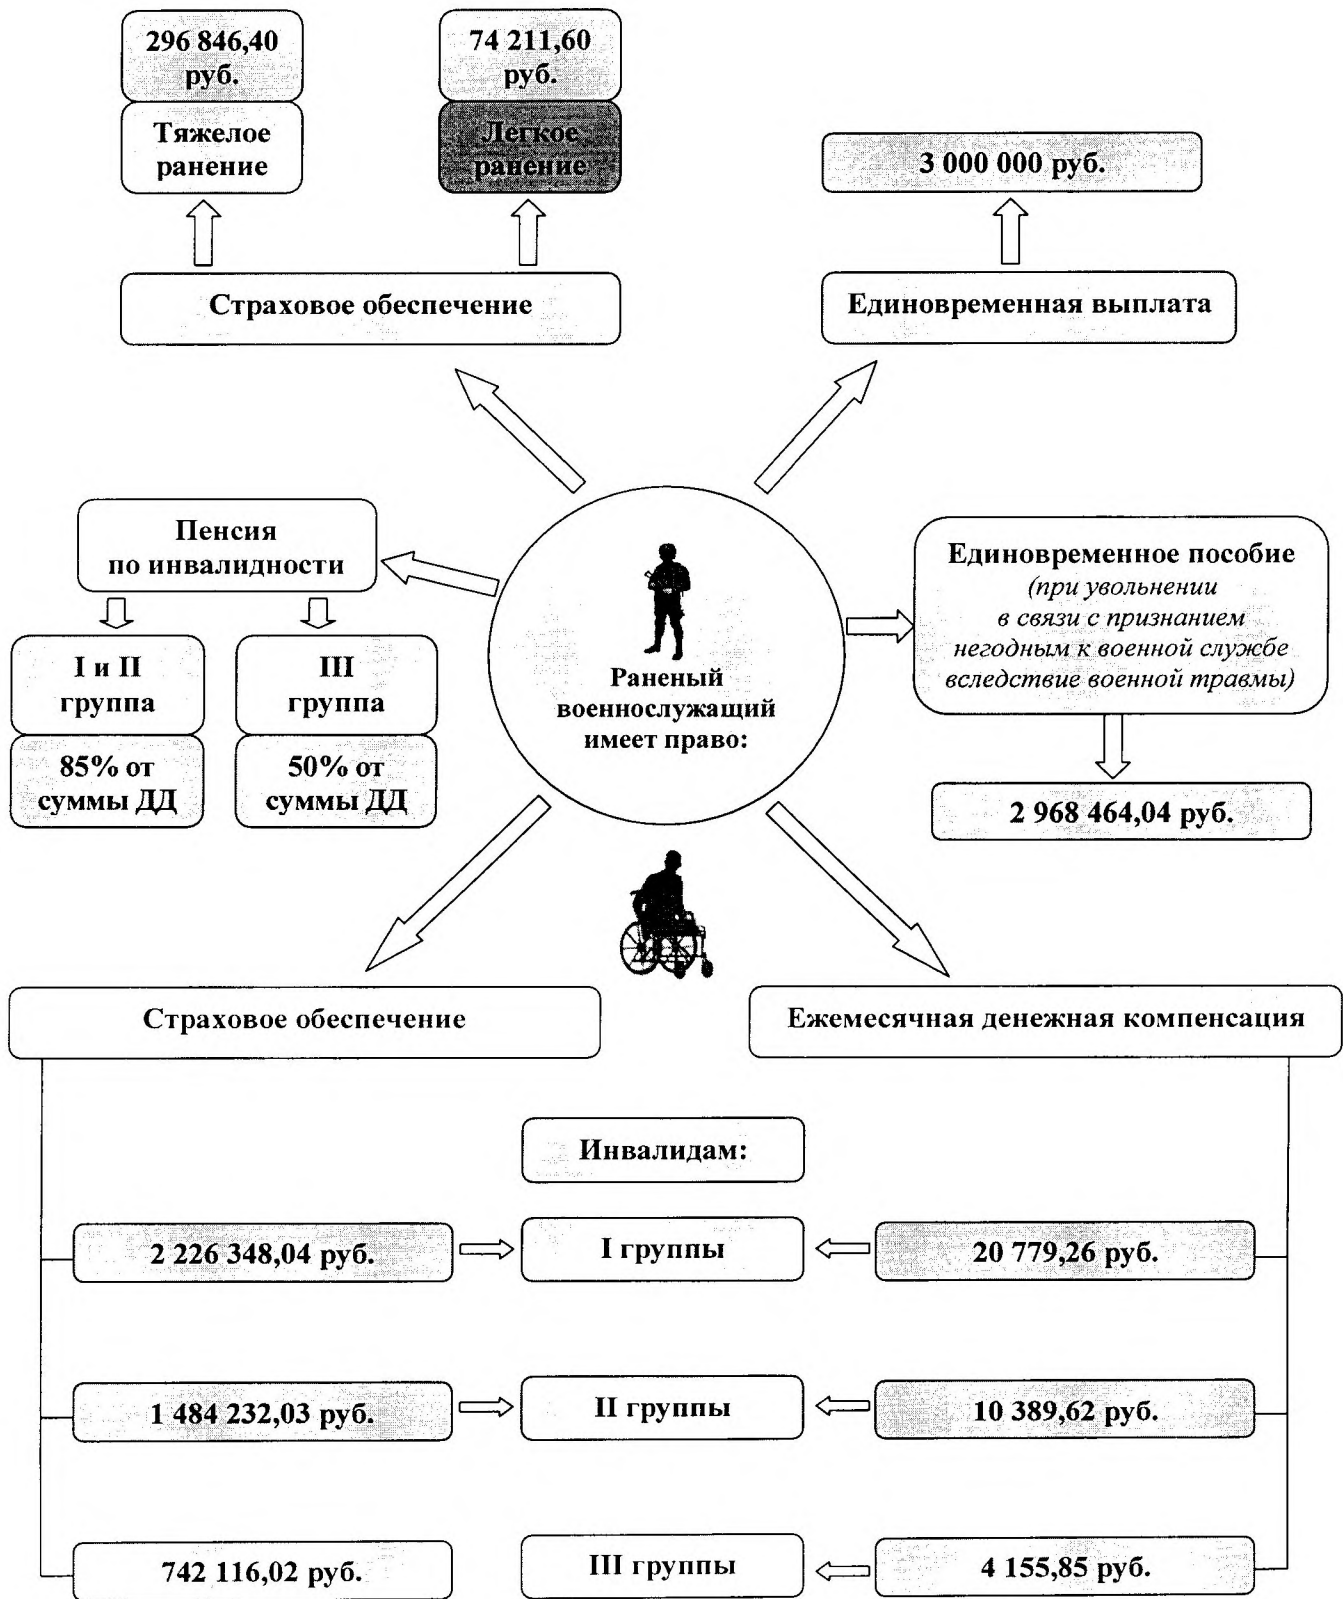 296 846,40
руб.
Тяжелое
ранение
74 211,60
руб.
Легкое
ранение
3 000 000 руб.
Страховое обеспечение
Единовременная выплата
Пенсия
по инвалидности
I и II
группа
85% от
суммы ДД
III
группа
50% от
суммы ДД
Раненый
военнослужащий
имеет право:
Единовременное пособие
(при увольнении
в связи с признанием
негодным к военной службе
вследствие военной травмы)
2 968 464,04 руб.
Страховое обеспечение
Ежемесячная денежная компенсация
Инвалидам:
2 226 348,04 руб.
I группы
20 779,26 руб.
1 484 232,03 руб.
II группы
10 389,62 руб.
742 116,02 руб.
III группы
4 155,85 руб.